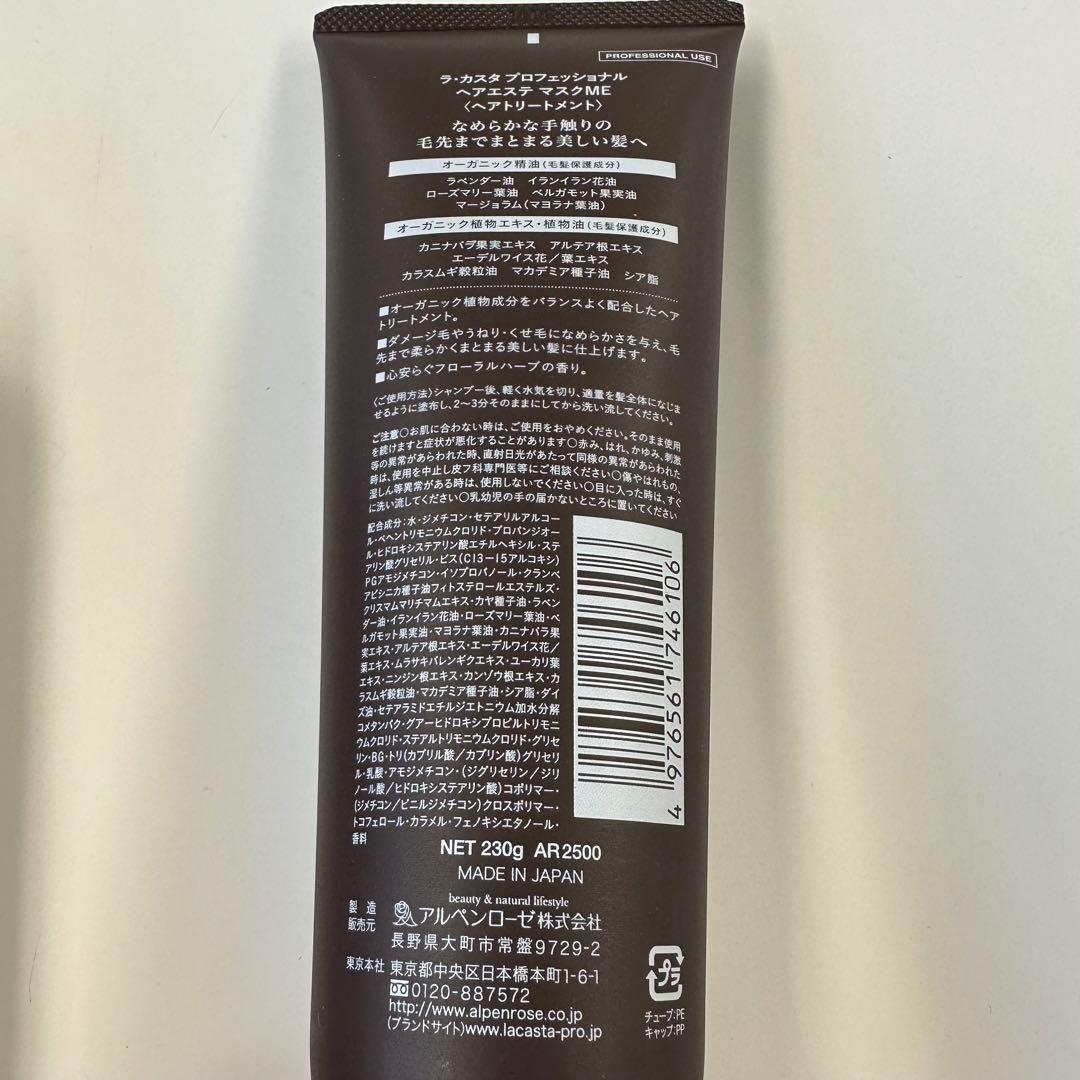 PROFESSIONAL USE
ラ・カスタ プロフェッショナル
ヘアエステ マスクME
〈ヘアトリートメント〉
なめらかな手触りの
毛先までまとまる美しい髪へ
オーガニック精油(毛髪保護成分)
ラベンダー油 イランイラン花油
ローズマリー葉油 ベルガモット果実油
マージョラム(マヨラナ葉油)
オーガニック植物エキス・植物油(毛髪保護成分)
カニナバラ果実エキス アルテア根エキス
エーデルワイス花/葉エキス
カラスムギ穀粒油 マカデミア種子油 シア脂
■オーガニック植物成分をバランスよく配合したヘア
トリートメント。
■ダメージ毛やうねり・くせ毛になめらかさを与え、毛
先まで柔らかくまとまる美しい髪に仕上げます。
■心安らぐフローラルハーブの香り。
〈ご使用方法〉シャンプー後、軽く水気を切り、適量を髪全体になじま
せるように塗布し、2〜3分そのままにしてから洗い流してください。
ご注意○お肌に合わない時は、ご使用をおやめください。そのまま使用
を続けますと症状が悪化することがあります○赤み、はれ、かゆみ、刺激
等の異常があらわれた時、直射日光があたって同様の異常があらわれた
時は、使用を中止し皮フ科専門医等にご相談ください○傷やはれもの、
湿しん等異常がある時は、使用しないでください○目に入った時は、すぐ
に洗い流してください○乳幼児の手の届かないところに置いてください
配合成分:水・ジメチコン・セテアリルアルコー
ル・ベヘントリモニウムクロリド・プロパンジオー
ル・ヒドロキシステアリン酸エチルヘキシル・ステ
アリン酸グリセリル・ビス(C13-15アルコキシ)
PGアモジメチコン・イソプロパノール・クランベ
アビシニカ種子油フィトステロールエステルズ・
クリスマムマリチマムエキス・カヤ種子油・ラベン
ダー油・イランイラン花油・ローズマリー葉油・ベ
ルガモット果実油・マヨラナ葉油・カニナバラ果
実エキス・アルテア根エキス・エーデルワイス花/
葉エキス・ムラサキバレンギクエキス・ユーカリ葉
エキス・ニンジン根エキス・カンゾウ根エキス・カ
ラスムギ穀粒油・マカデミア種子油・シア脂・ダイ
ズ油・セテアラミドエチルジエトニウム加水分解
コメタンパク・グアーヒドロキシプロピルトリモニ
ウムクロリド・ステアルトリモニウムクロリド・グリセ
リン・BG・トリ(カプリル酸/カプリン酸)グリセリ
ル・乳酸・アモジメチコン・(ジグリセリン/ジリ
ノール酸/ヒドロキシステアリン酸)コポリマー・
(ジメチコン/ビニルジメチコン)クロスポリマー・
トコフェロール・カラメル・フェノキシエタノール・
香料
4976561746106
NET 230g AR2500
MADE IN JAPAN
beauty & natural lifestyle
製造
販売元
アルペンローゼ株式会社
長野県大町市常盤9729-2
東京本社 東京都中央区日本橋本町1-6-1
0120-887572
http://www.alpenrose.co.jp
(ブランドサイト)www.lacasta-pro.jp
プラ
チューブ:PE
キャップ:PP